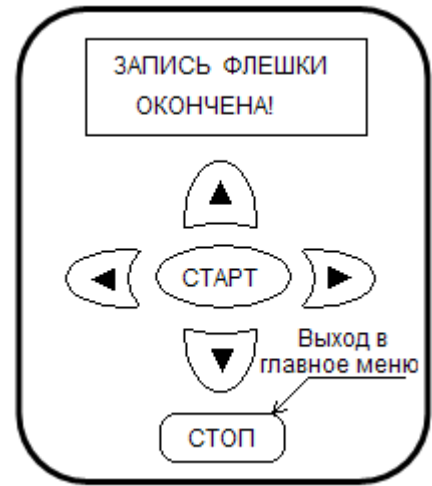 ЗАПИСЬ ФЛЕШКИ
ОКОНЧЕНА!
СТАРТ
Выход в
главное меню
СТОП